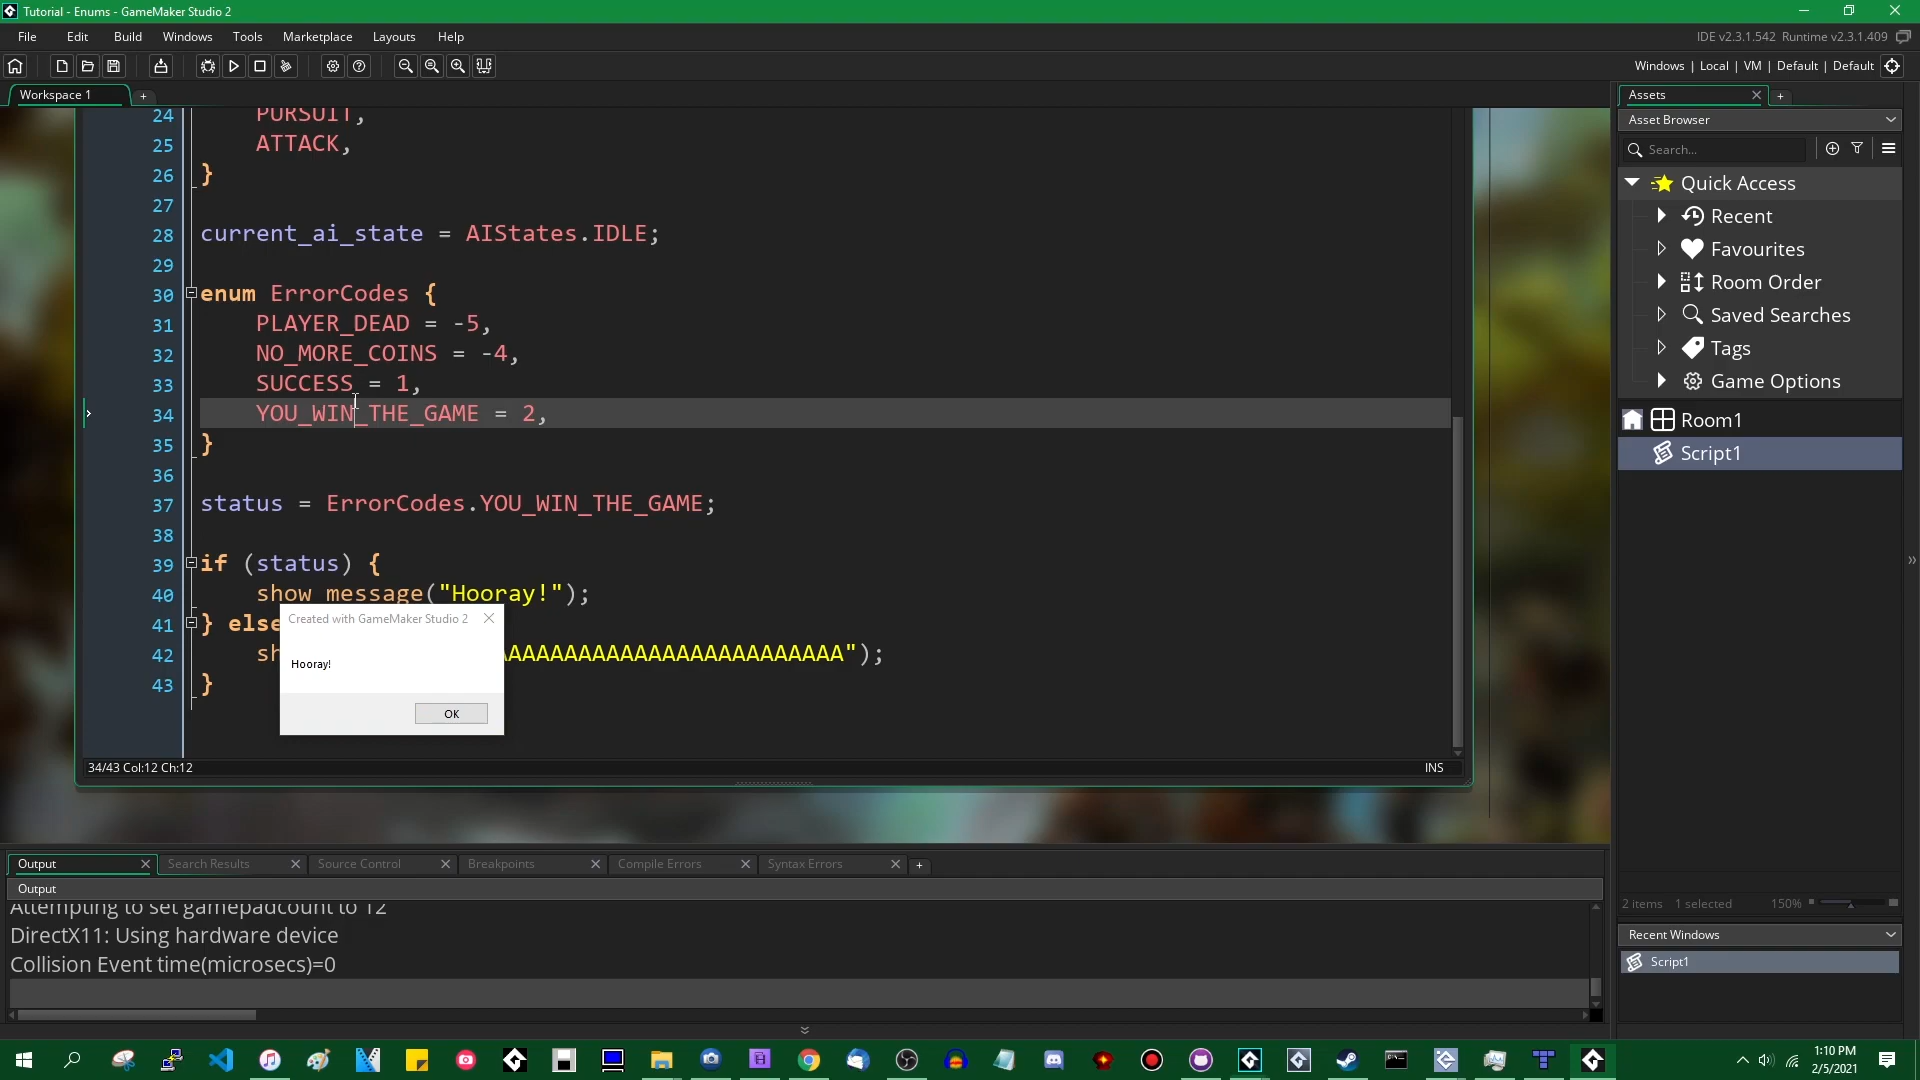 Tutorial - Enums - GameMaker Studio 2
File Edit Build Windows Tools Marketplace Layouts Help
IDE v2.3.1.542 Runtime v2.3.1.409
Windows | Local | VM | Default | Default
Workspace 1
24 PURSUIT,
25 ATTACK,
26 }
27
28 current_ai_state = AIStates.IDLE;
29
30 enum ErrorCodes {
31 PLAYER_DEAD = -5,
32 NO_MORE_COINS = -4,
33 SUCCESS = 1,
34 YOU_WIN_THE_GAME = 2,
35 }
36
37 status = ErrorCodes.YOU_WIN_THE_GAME;
38
39 if (status) {
40 show_message("Hooray!");
41 } else
42 sh AAAAAAAAAAAAAAAAAAAAAAAA");
43 }
Created with GameMaker Studio 2
Hooray!
OK
34/43 Col:12 Ch:12
INS
Assets
Asset Browser
Search...
Quick Access
Recent
Favourites
Room Order
Saved Searches
Tags
Game Options
Room1
Script1
2 items 1 selected 150%
Recent Windows
Script1
Output Search Results Source Control Breakpoints Compile Errors Syntax Errors
Output
Attempting to set gamepadcount to 12
DirectX11: Using hardware device
Collision Event time(microsecs)=0
1:10 PM
2/5/2021